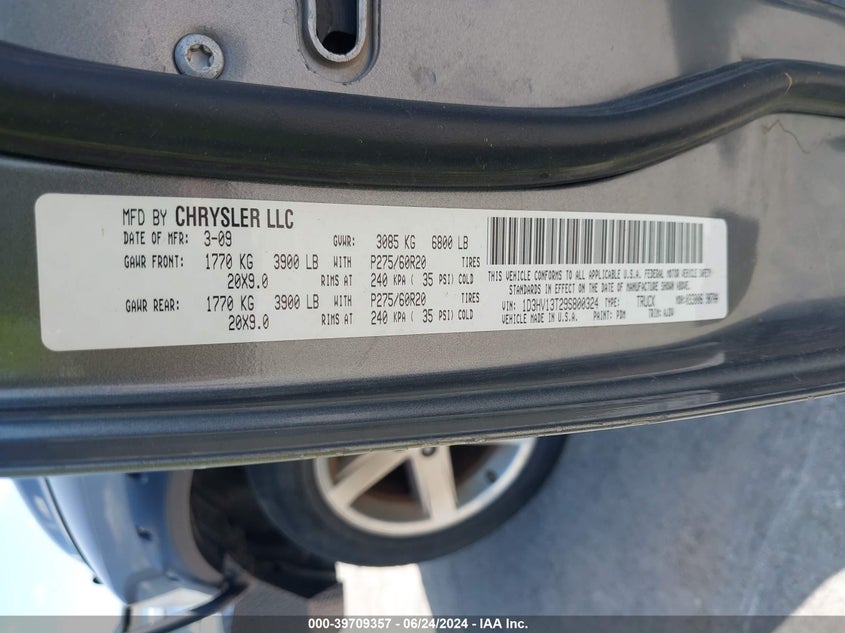 MFD BY CHRYSLER LLC
DATE OF MFR: 3-09 GVWR: 3085 KG 6800 LB
GAWR FRONT: 1770 KG 3900 LB WITH P275/60R20 TIRES
20X9.0 RIMS AT 240 KPA ( 35 PSI) COLD
GAWR REAR: 1770 KG 3900 LB WITH P275/60R20 TIRES
20X9.0 RIMS AT 240 KPA ( 35 PSI) COLD
THIS VEHICLE CONFORMS TO ALL APPLICABLE U.S.A. FEDERAL MOTOR VEHICLE SAFETY
STANDARDS IN EFFECT ON THE DATE OF MANUFACTURE SHOWN ABOVE.
VIN: 1D3HV13T29S800324 TYPE: TRUCK MDH:
VEHICLE MADE IN U.S.A. PAINT: PDM TRIM:
000-39709357 - 06/24/2024 - IAA Inc.